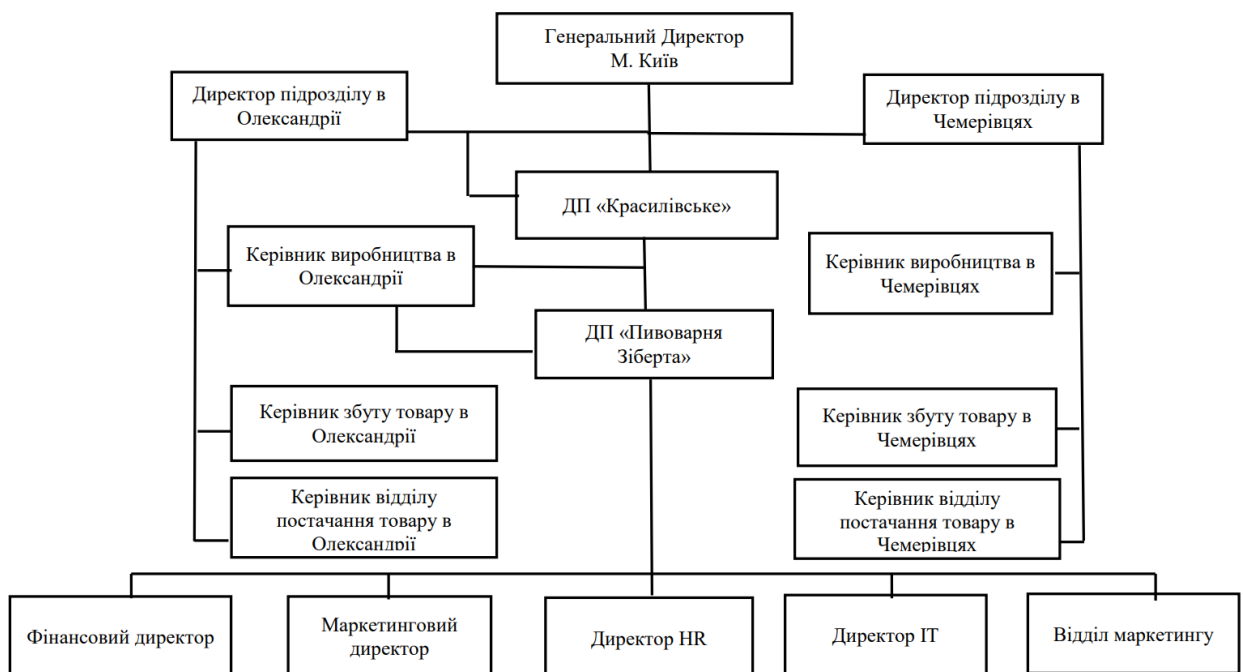 Генеральний Директор
М. Київ
Директор підрозділу в
Олександрії
Директор підрозділу в
Чемерівцях
ДП «Красилівське»
Керівник виробництва в
Олександрії
Керівник виробництва в
Чемерівцях
ДП «Пивоварня
Зіберта»
Керівник збуту товару в
Олександрії
Керівник збуту товару в
Чемерівцях
Керівник відділу
постачання товару в
Олександрії
Керівник відділу
постачання товару в
Чемерівцях
Фінансовий директор
Маркетинговий
директор
Директор HR
Директор ІТ
Відділ маркетингу